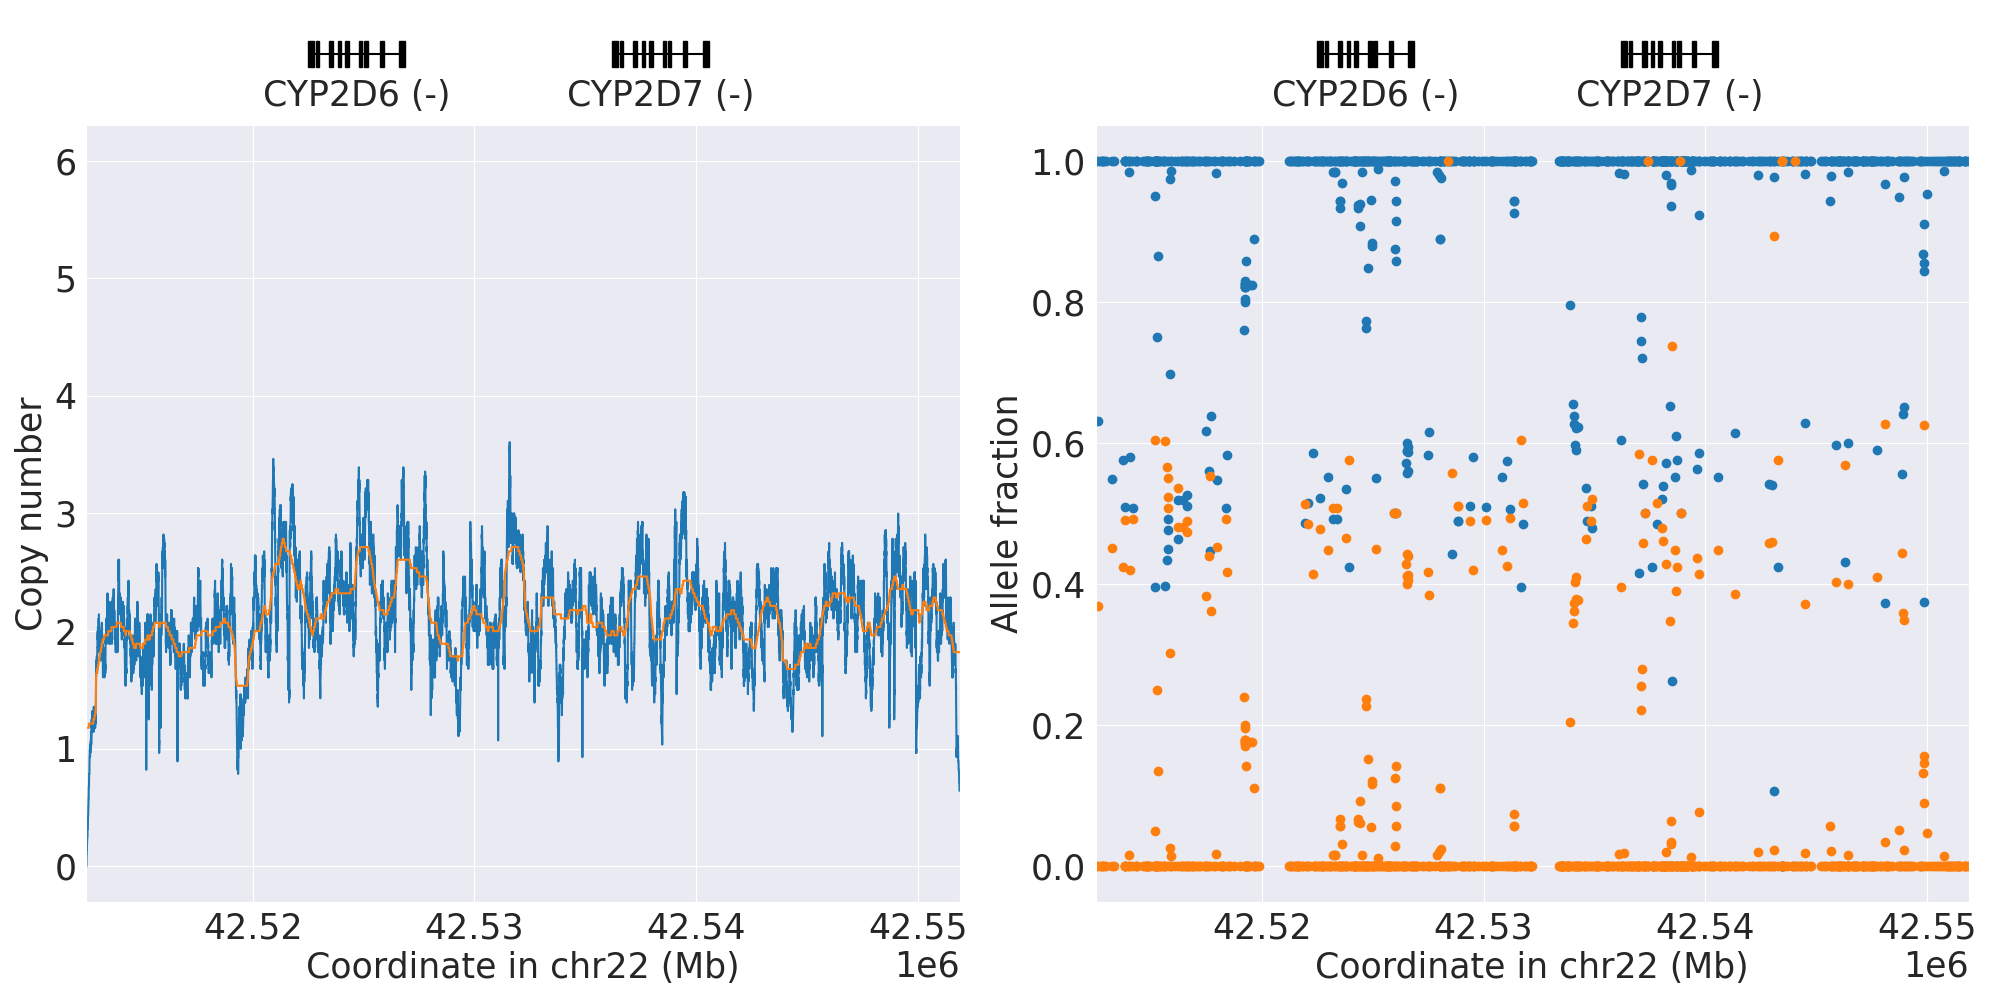 CYP2D6 (-) CYP2D7 (-)
6
5
4
3
2
1
0
Copy number
42.52 42.53 42.54 42.55
Coordinate in chr22 (Mb) 1e6
CYP2D6 (-) CYP2D7 (-)
1.0
0.8
0.6
0.4
0.2
0.0
Allele fraction
42.52 42.53 42.54 42.55
Coordinate in chr22 (Mb) 1e6